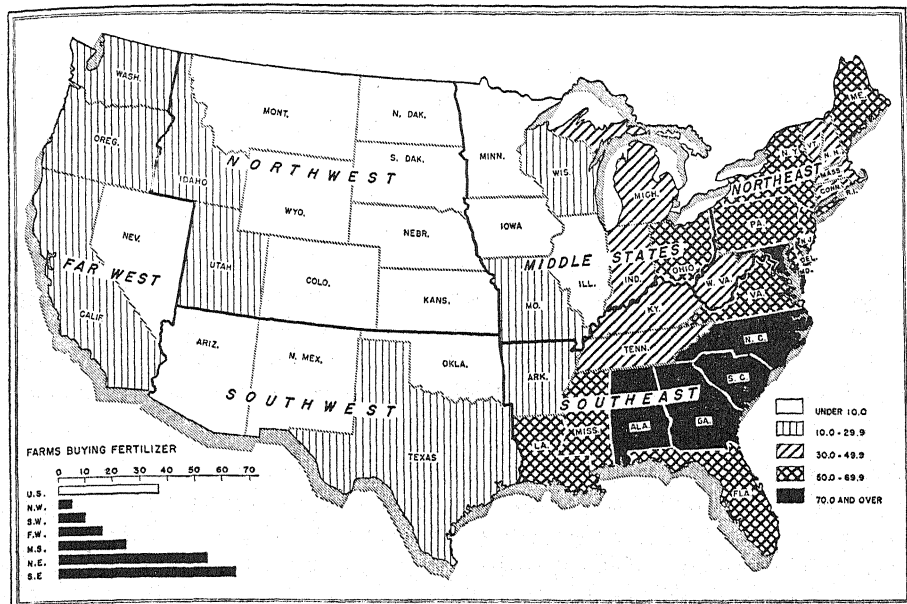 WASH.
MONT.
N. DAK.
MINN.
ME.
OREG.
IDAHO
S. DAK.
WIS.
MICH.
N.Y.
VT.
N.H.
MASS.
CONN.
R.I.
NORTHWEST
NORTHEAST
WYO.
NEBR.
IOWA
PA.
N.J.
NEV.
UTAH
COLO.
KANS.
MO.
ILL.
IND.
OHIO
W. VA.
DEL.
MD.
VA.
FAR WEST
MIDDLE STATES
CALIF
KY.
TENN.
N. C.
S. C.
ARIZ.
N. MEX.
OKLA.
ARK.
SOUTHWEST
SOUTHEAST
TEXAS
LA.
MISS.
ALA.
GA.
FLA.
UNDER 10.0
10.0-29.9
30.0-49.9
50.0-69.9
70.0 AND OVER
FARMS BUYING FERTILIZER
0 10 20 30 40 50 60 70
U.S.
N.W.
S.W.
F.W.
M.S.
N.E.
S.E